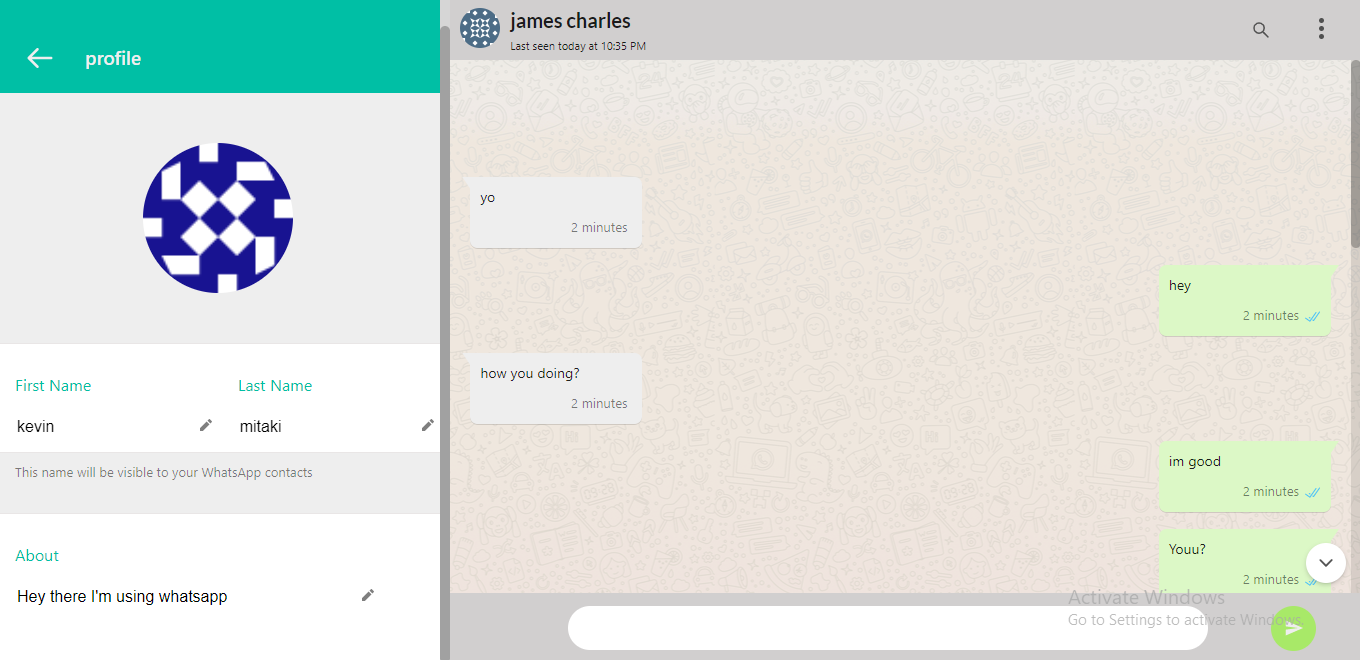 profile
First Name
Last Name
kevin
mitaki
This name will be visible to your WhatsApp contacts
About
Hey there I'm using whatsapp
james charles
Last seen today at 10:35 PM
yo
2 minutes
hey
2 minutes
how you doing?
2 minutes
im good
2 minutes
Youu?
2 minutes
Activate Windows
Go to Settings to activate Windows.